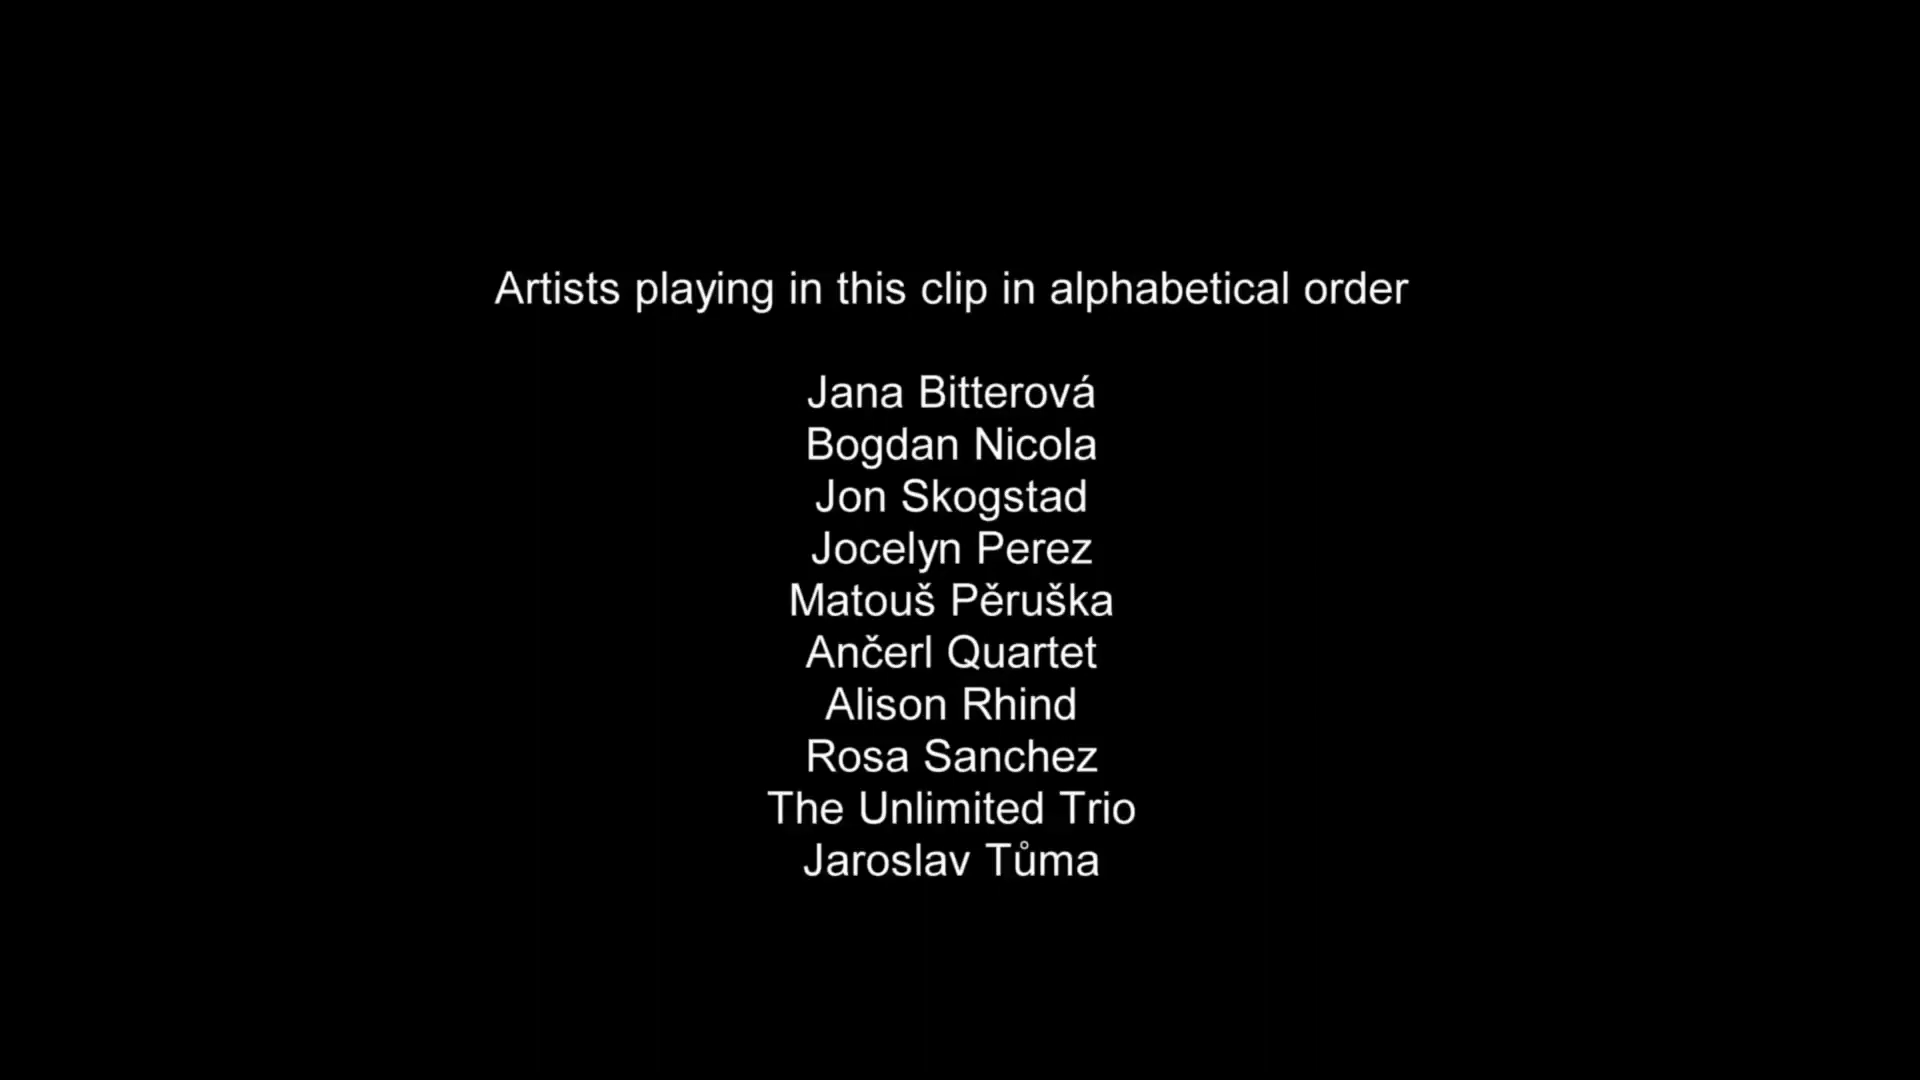 Artists playing in this clip in alphabetical order
Jana Bitterová
Bogdan Nicola
Jon Skogstad
Jocelyn Perez
Matouš Pěruška
Ančerl Quartet
Alison Rhind
Rosa Sanchez
The Unlimited Trio
Jaroslav Tůma